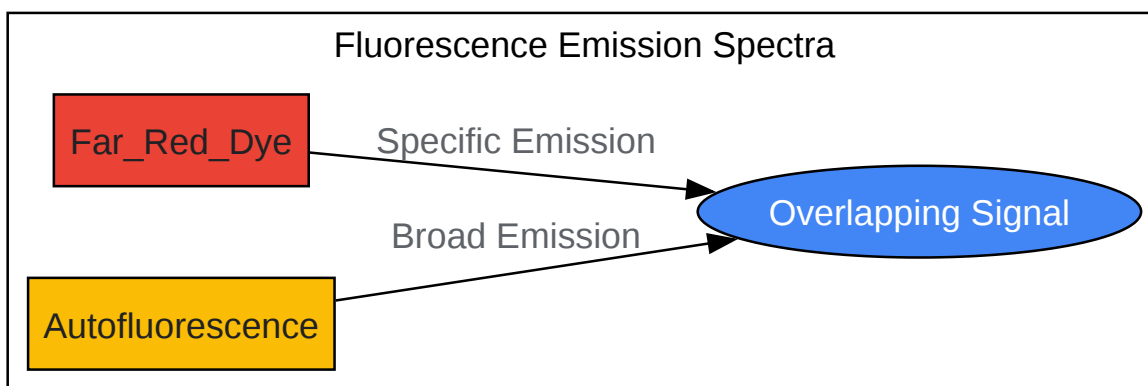 Fluorescence Emission Spectra
Far_Red_Dye
Specific Emission
Overlapping Signal
Broad Emission
Autofluorescence